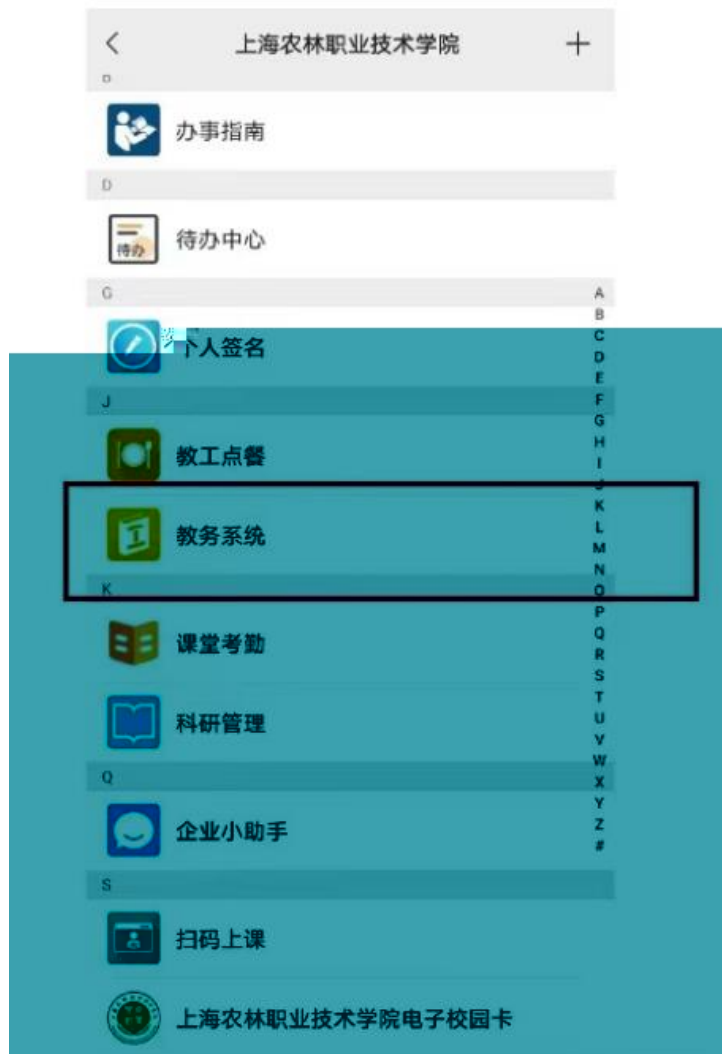 上海农林职业技术学院
办事指南
D
待办
待办中心
G
个人签名
J
教工点餐
教务系统
K
课堂考勤
科研管理
Q
企业小助手
S
扫码上课
上海农林职业技术学院电子校园卡
A
B
C
D
E
F
G
H
I
J
K
L
M
N
O
P
Q
R
S
T
U
V
W
X
Y
Z
#